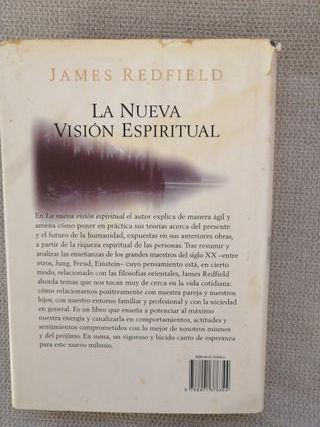 JAMES REDFIELD
LA NUEVA
VISIÓN ESPIRITUAL
En La nueva visión espiritual el autor explica de manera ágil y
amena cómo poner en práctica sus teorías acerca del presente
y el futuro de la humanidad, expuestas en sus anteriores obras,
a partir de la riqueza espiritual de las personas. Tras resumir y
analizar las enseñanzas de los grandes maestros del siglo XX –entre
otros, Jung, Freud, Einstein– cuyo pensamiento está, en cierto
modo, relacionado con las filosofías orientales, James Redfield
aborda temas que nos tocan muy de cerca en la vida cotidiana:
cómo relacionarnos positivamente con nuestra pareja y nuestros
hijos, con nuestro entorno familiar y profesional y con la sociedad
en general. Es un libro que enseña a potenciar al máximo
nuestra energía y canalizarla en comportamientos, actitudes y
sentimientos comprometidos con lo mejor de nosotros mismos
y del prójimo. En suma, un vigoroso y lúcido canto de esperanza
para este nuevo milenio.